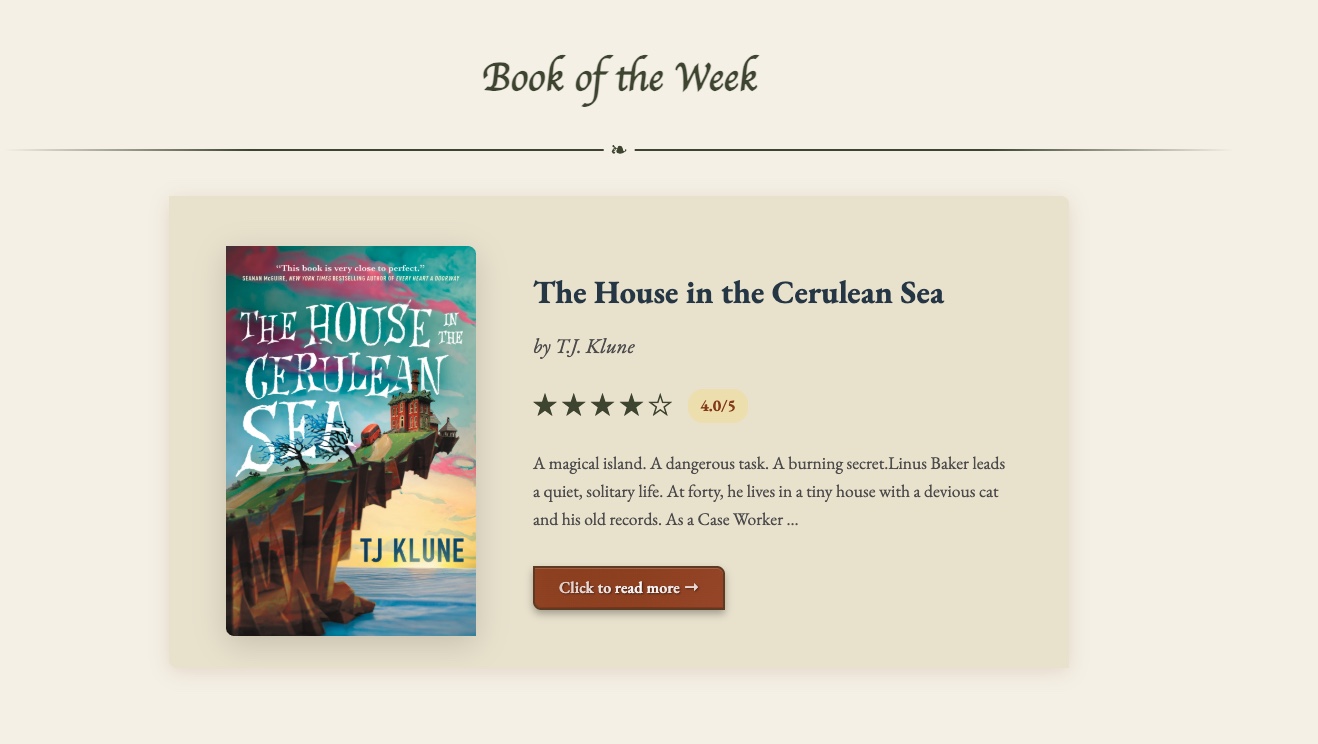 Book of the Week
❧
"This book is very close to perfect."
SEANAN McGUIRE, NEW YORK TIMES BESTSELLING AUTHOR OF EVERY HEART A DOORWAY
THE HOUSE IN THE
CERULEAN
SEA
TJ KLUNE
The House in the Cerulean Sea
by T.J. Klune
★★★★☆ 4.0/5
A magical island. A dangerous task. A burning secret.Linus Baker leads
a quiet, solitary life. At forty, he lives in a tiny house with a devious cat
and his old records. As a Case Worker ...
Click to read more →